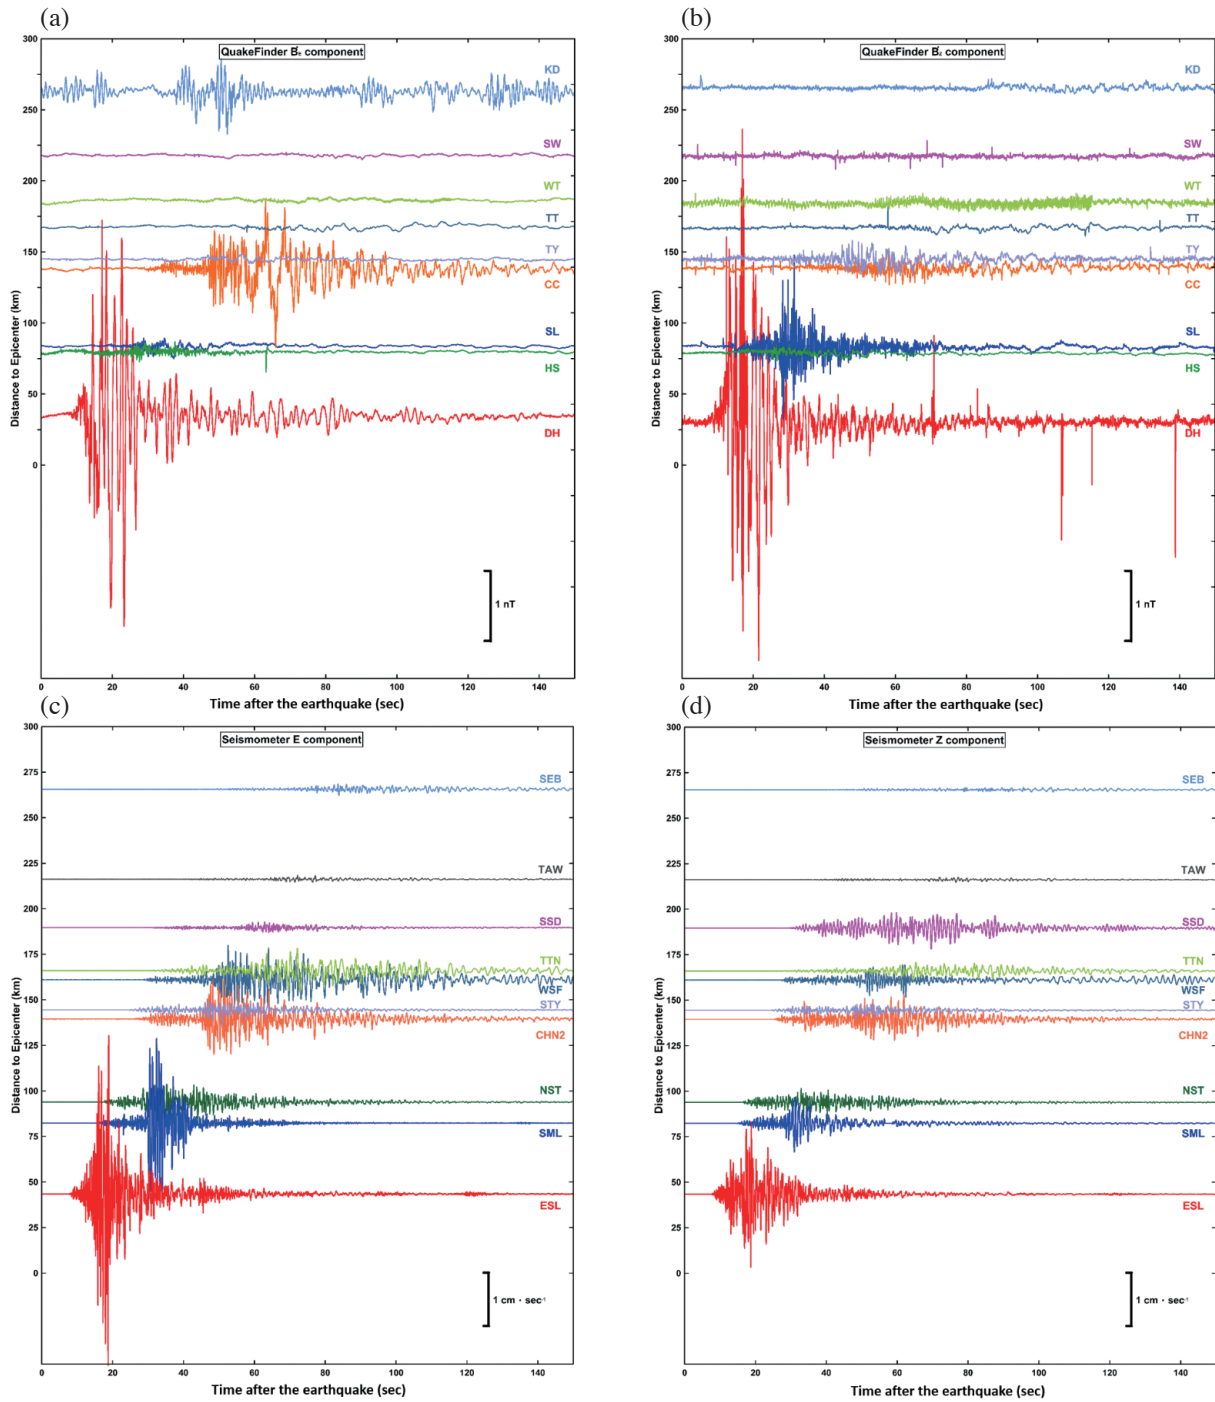 (a)
QuakeFinder B'e component
300
250
200
150
100
50
0
Distance to Epicenter (km)
KD
SW
WT
TT
TY
CC
SL
HS
DH
1 nT
0 20 40 60 80 100 120 140
Time after the earthquake (sec)
(b)
QuakeFinder B'z component
300
250
200
150
100
50
0
Distance to Epicenter (km)
KD
SW
WT
TT
TY
CC
SL
HS
DH
1 nT
0 20 40 60 80 100 120 140
Time after the earthquake (sec)
(c)
Seismometer E component
300
275
250
225
200
175
150
125
100
75
50
25
0
Distance to Epicenter (km)
SEB
TAW
SSD
TTN
WSF
STY
CHN2
NST
SML
ESL
1 cm · sec⁻¹
0 20 40 60 80 100 120 140
Time after the earthquake (sec)
(d)
Seismometer Z component
300
275
250
225
200
175
150
125
100
75
50
25
0
Distance to Epicenter (km)
SEB
TAW
SSD
TTN
WSF
STY
CHN2
NST
SML
ESL
1 cm · sec⁻¹
0 20 40 60 80 100 120 140
Time after the earthquake (sec)